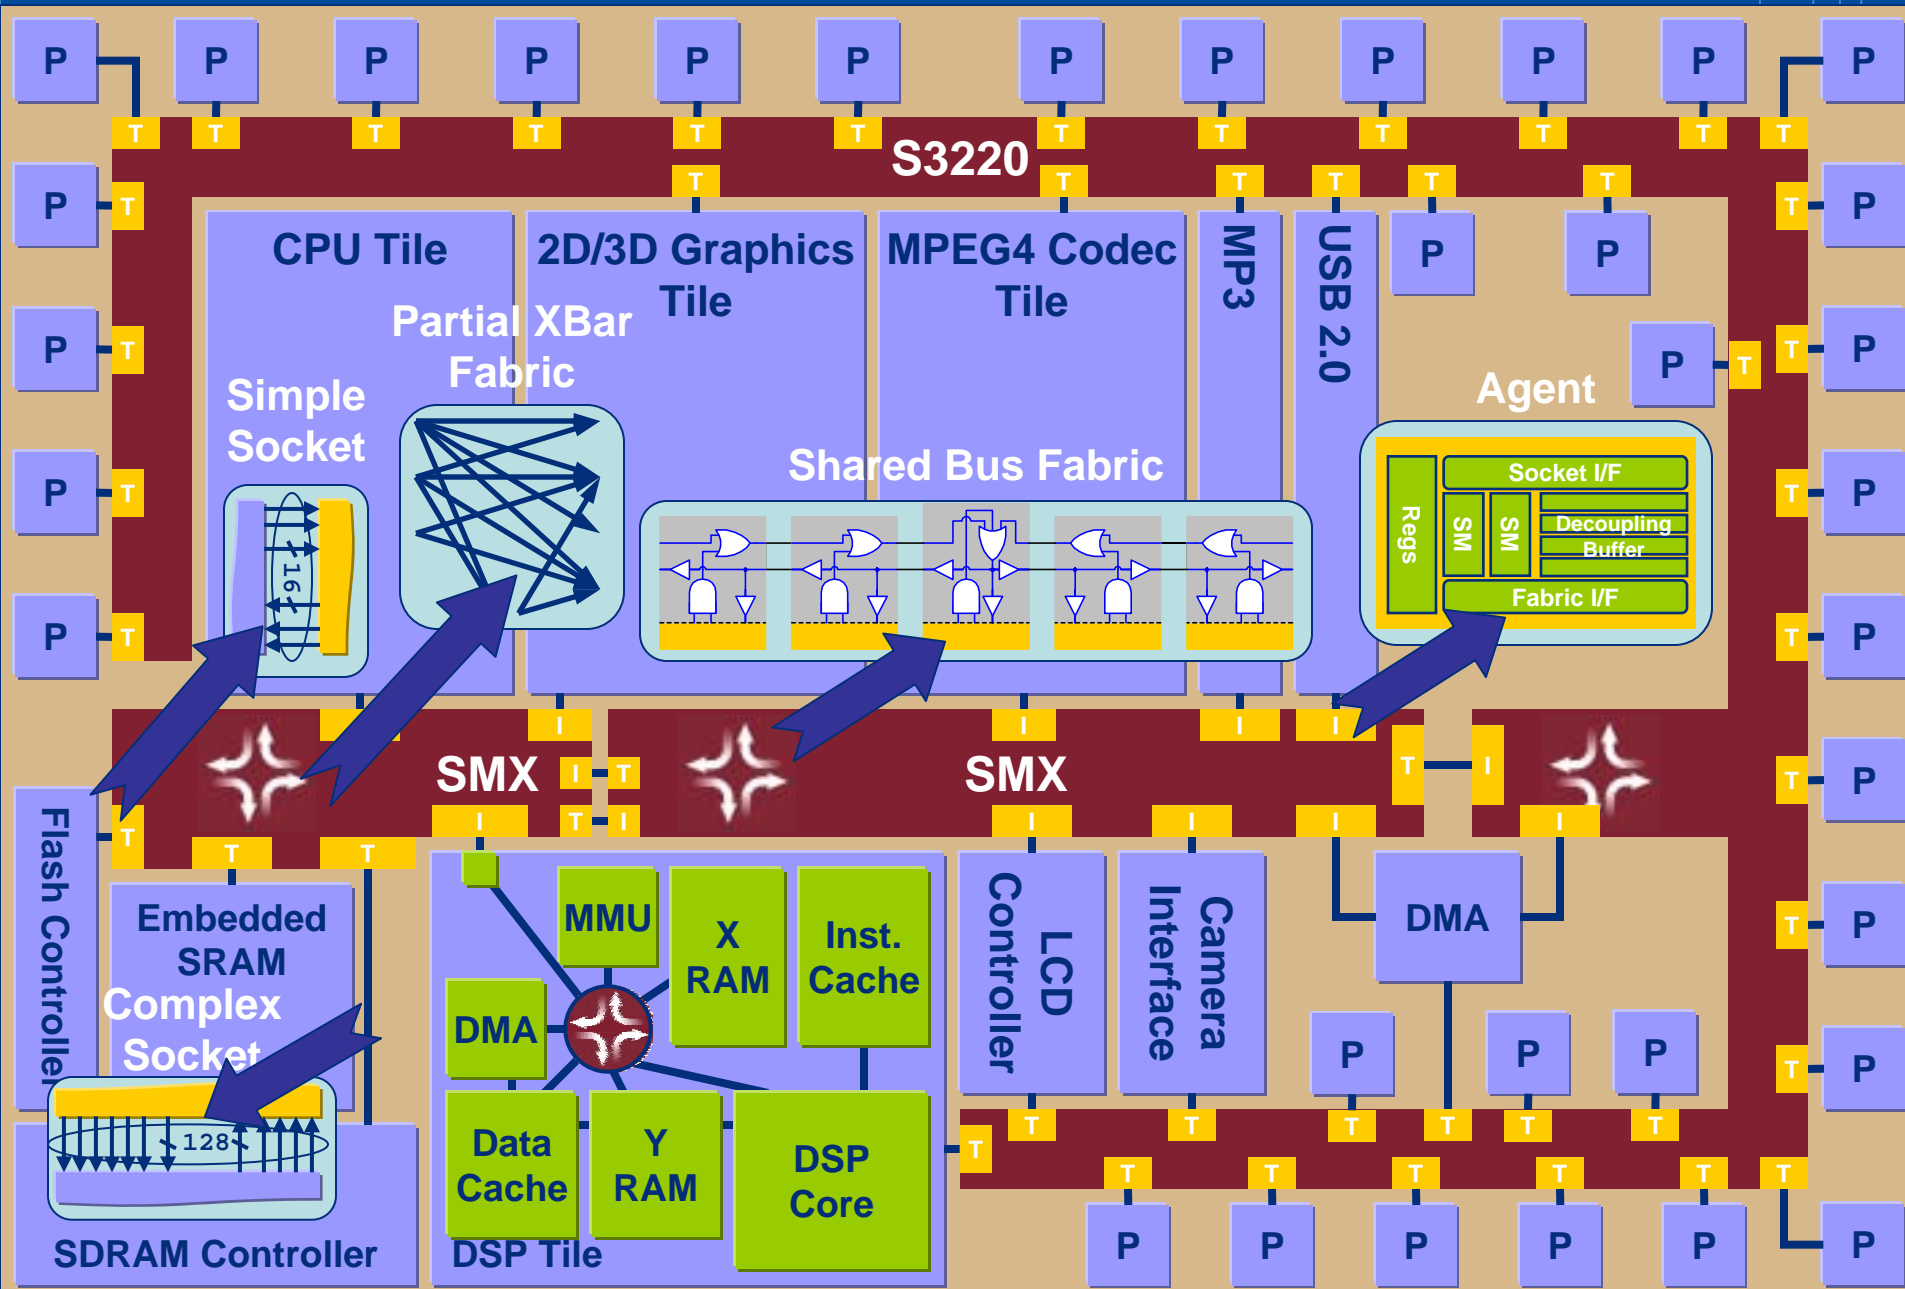 P P P P P P P P P P P P
T T T T T T T T T T T T
S3220
T T T T T T
P T T P
CPU Tile
2D/3D Graphics
Tile
MPEG4 Codec
Tile
MP3
USB 2.0
P P
Partial XBar
Fabric
P T P T T P
Simple
Socket
Agent
Shared Bus Fabric
P T T P
Socket I/F
Regs
SM
SM
Decoupling
Buffer
Fabric I/F
16
P T T P
I I I I
SMX
I T
SMX
T I
T P
T I
I I I I I
Flash Controller
T
T T
Embedded
SRAM
MMU
X
RAM
Inst.
Cache
LCD
Controller
Camera
Interface
DMA
T P
Complex
Socket
DMA
P P P
T P
128
Data
Cache
Y
RAM
DSP
Core
T T T T T T
T
T T T T T T
SDRAM Controller
DSP Tile
P P P P P P